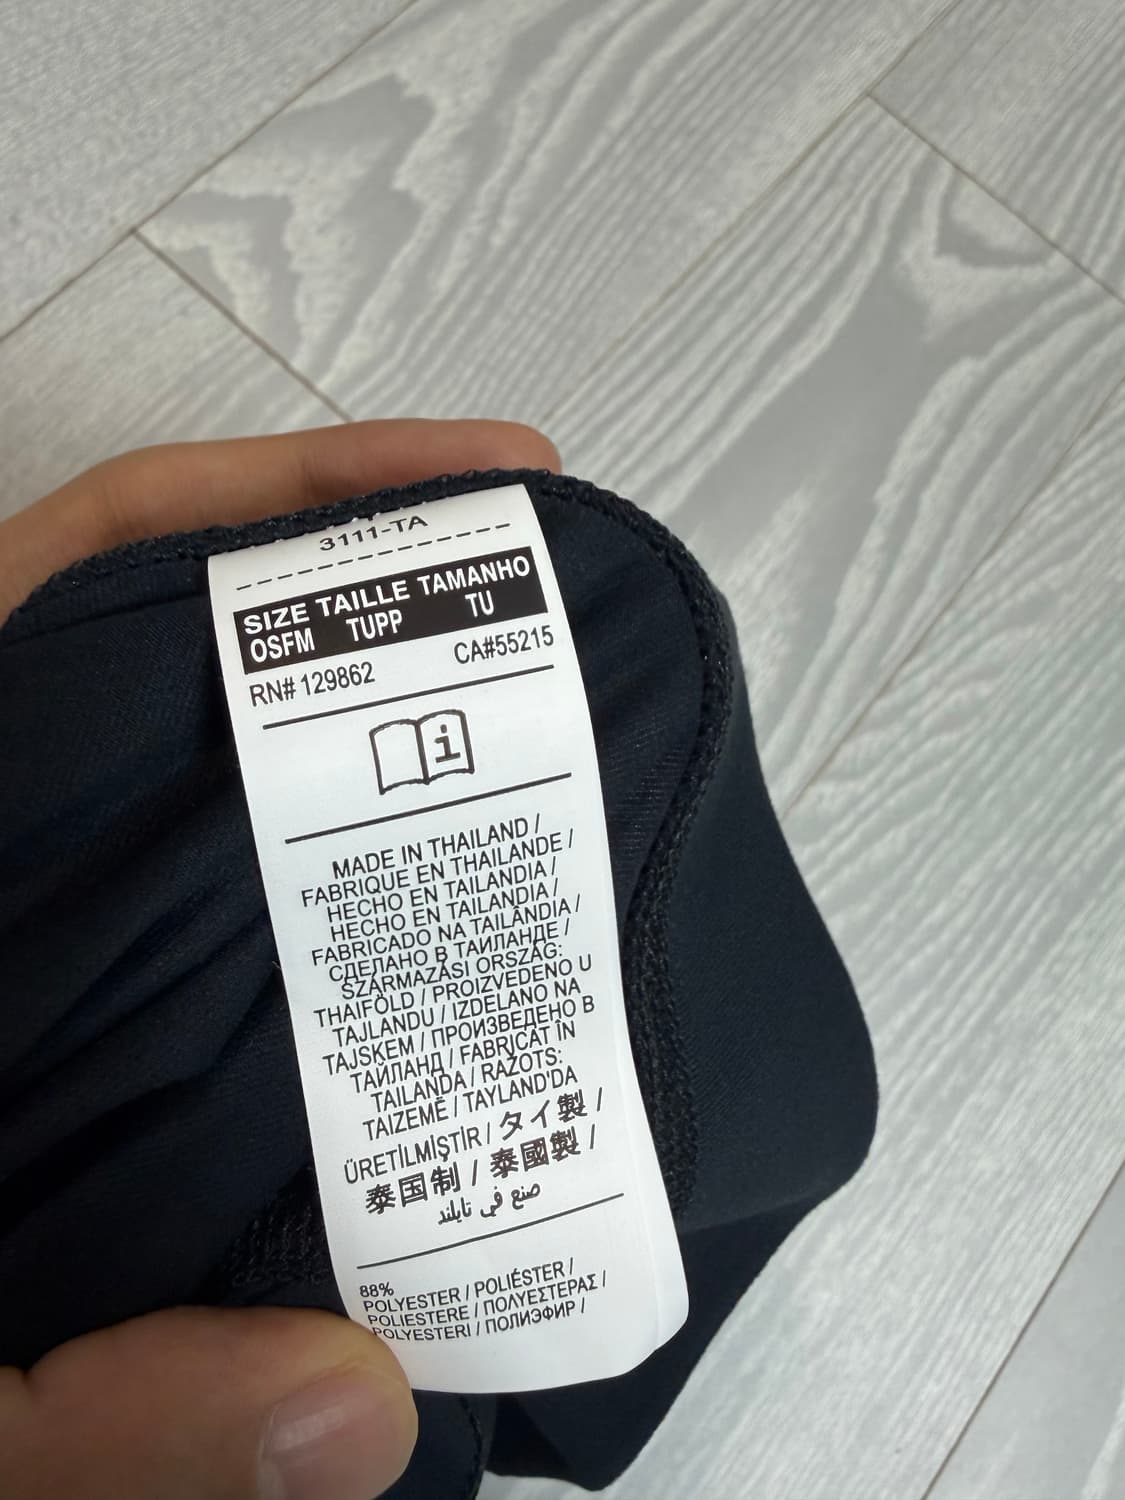 3111-TA
SIZE TAILLE TAMANHO
OSFM TUPP TU
RN# 129862 CA#55215
i
MADE IN THAILAND /
FABRIQUE EN THAILANDE /
HECHO EN TAILANDIA /
HECHO EN TAILANDIA /
FABRICADO NA TAILÂNDIA /
СДЕЛАНО В ТАИЛАНДЕ /
SZÁRMAZÁSI ORSZÁG:
THAIFÖLD / PROIZVEDENO U
TAJLANDU / IZDELANO NA
TAJSKEM / ПРОИЗВЕДЕНО В
ТАЙЛАНД / FABRICAT ÎN
TAILANDA / RAŽOTS:
TAIZEMĒ / TAYLAND'DA
ÜRETİLMİŞTİR / タイ製 /
泰国制 / 泰國製 /
صنع في تايلند
88%
POLYESTER / POLIÉSTER /
POLIESTERE / ΠΟΛΥΕΣΤΕΡΑΣ /
POLYESTERI / ПОЛИЭФИР /